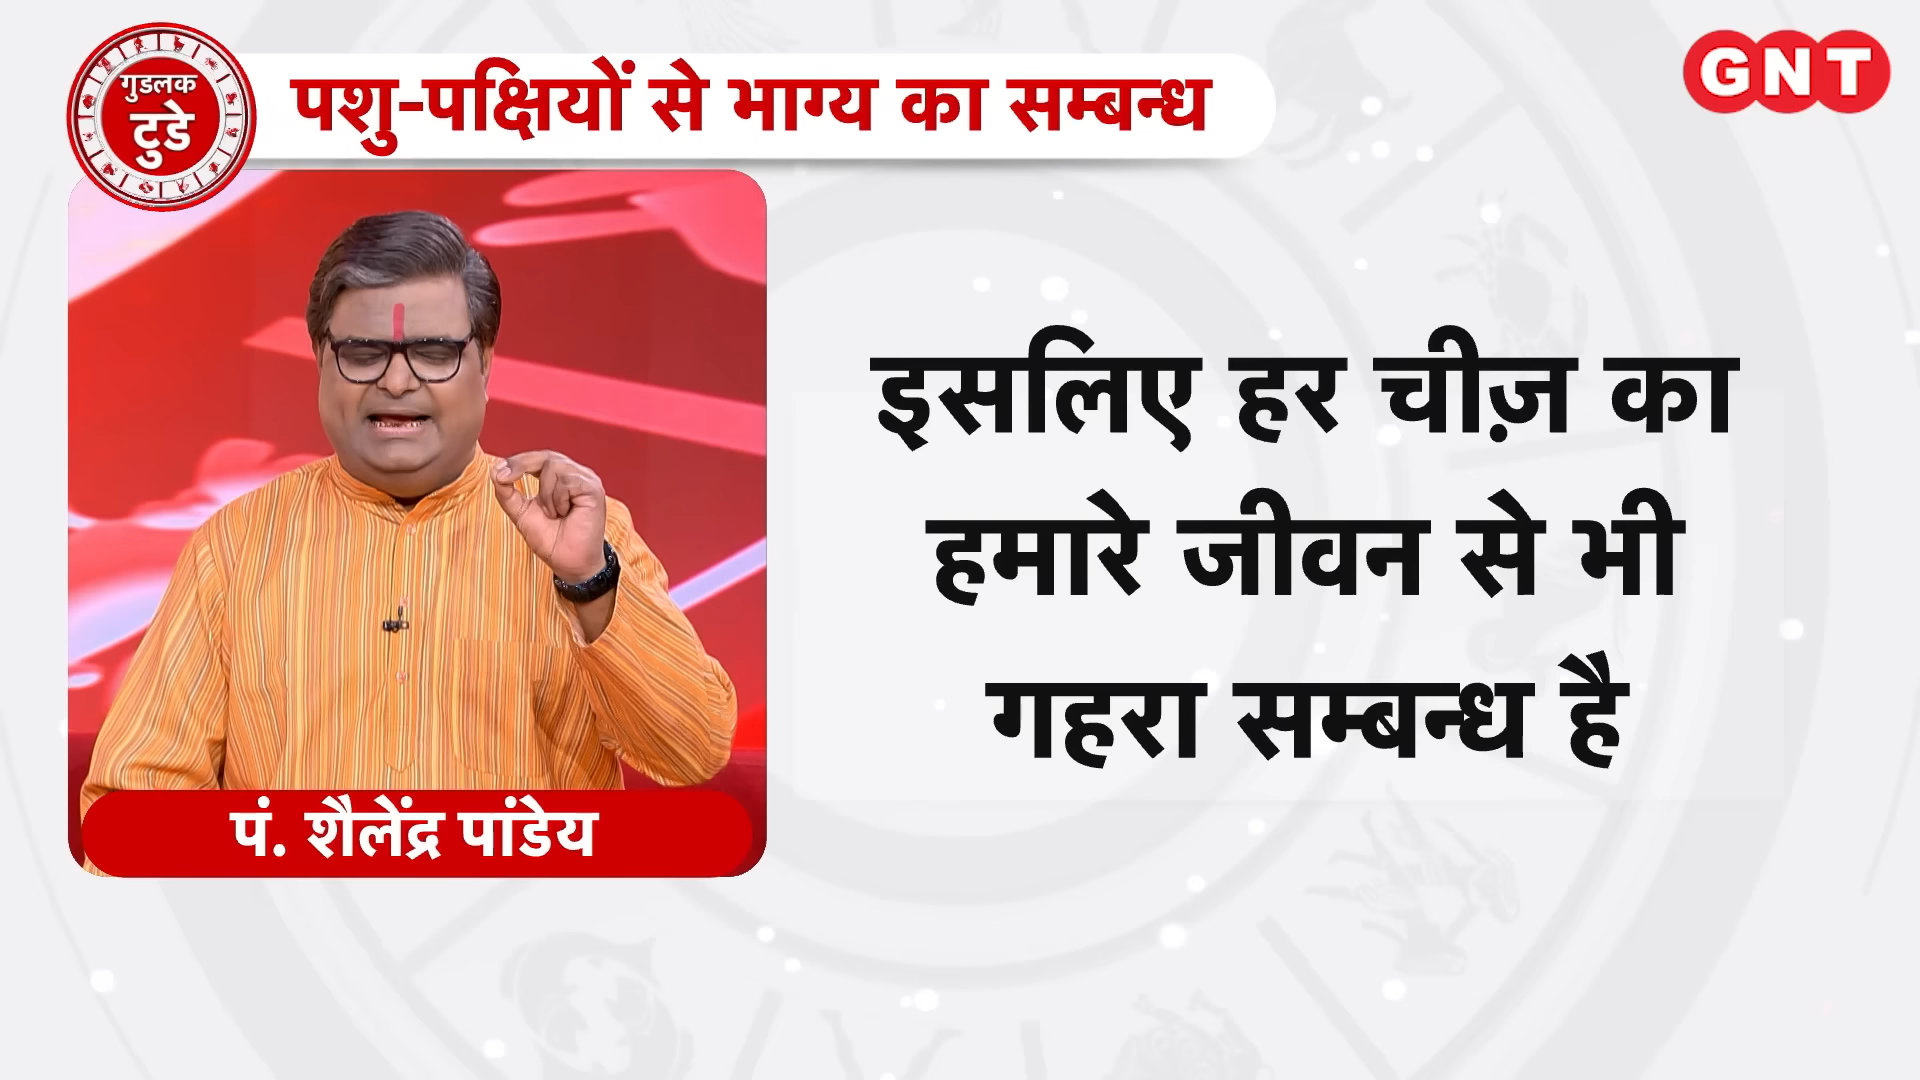 गुडलक
टुडे
पशु-पक्षियों से भाग्य का सम्बन्ध
GNT
इसलिए हर चीज़ का
हमारे जीवन से भी
गहरा सम्बन्ध है
पं. शैलेंद्र पांडेय